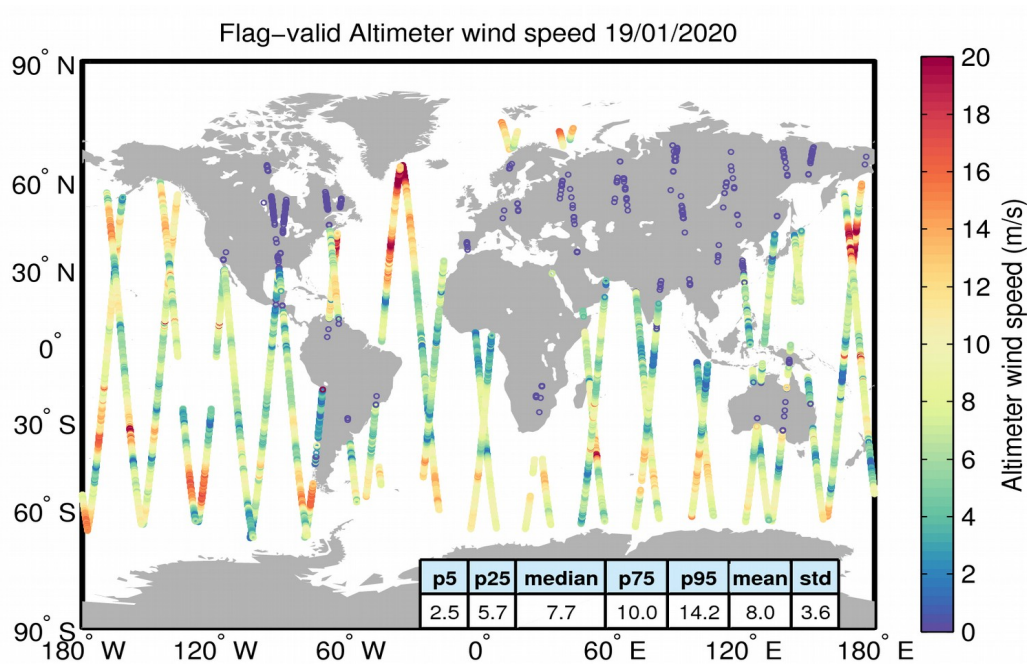 Flag−valid Altimeter wind speed 19/01/2020
90° N
60° N
30° N
0°
30° S
60° S
90° S
180° W 120° W 60° W 0° 60° E 120° E 180° E
p5 p25 median p75 p95 mean std
2.5 5.7 7.7 10.0 14.2 8.0 3.6
20
18
16
14
12
10
8
6
4
2
0
Altimeter wind speed (m/s)